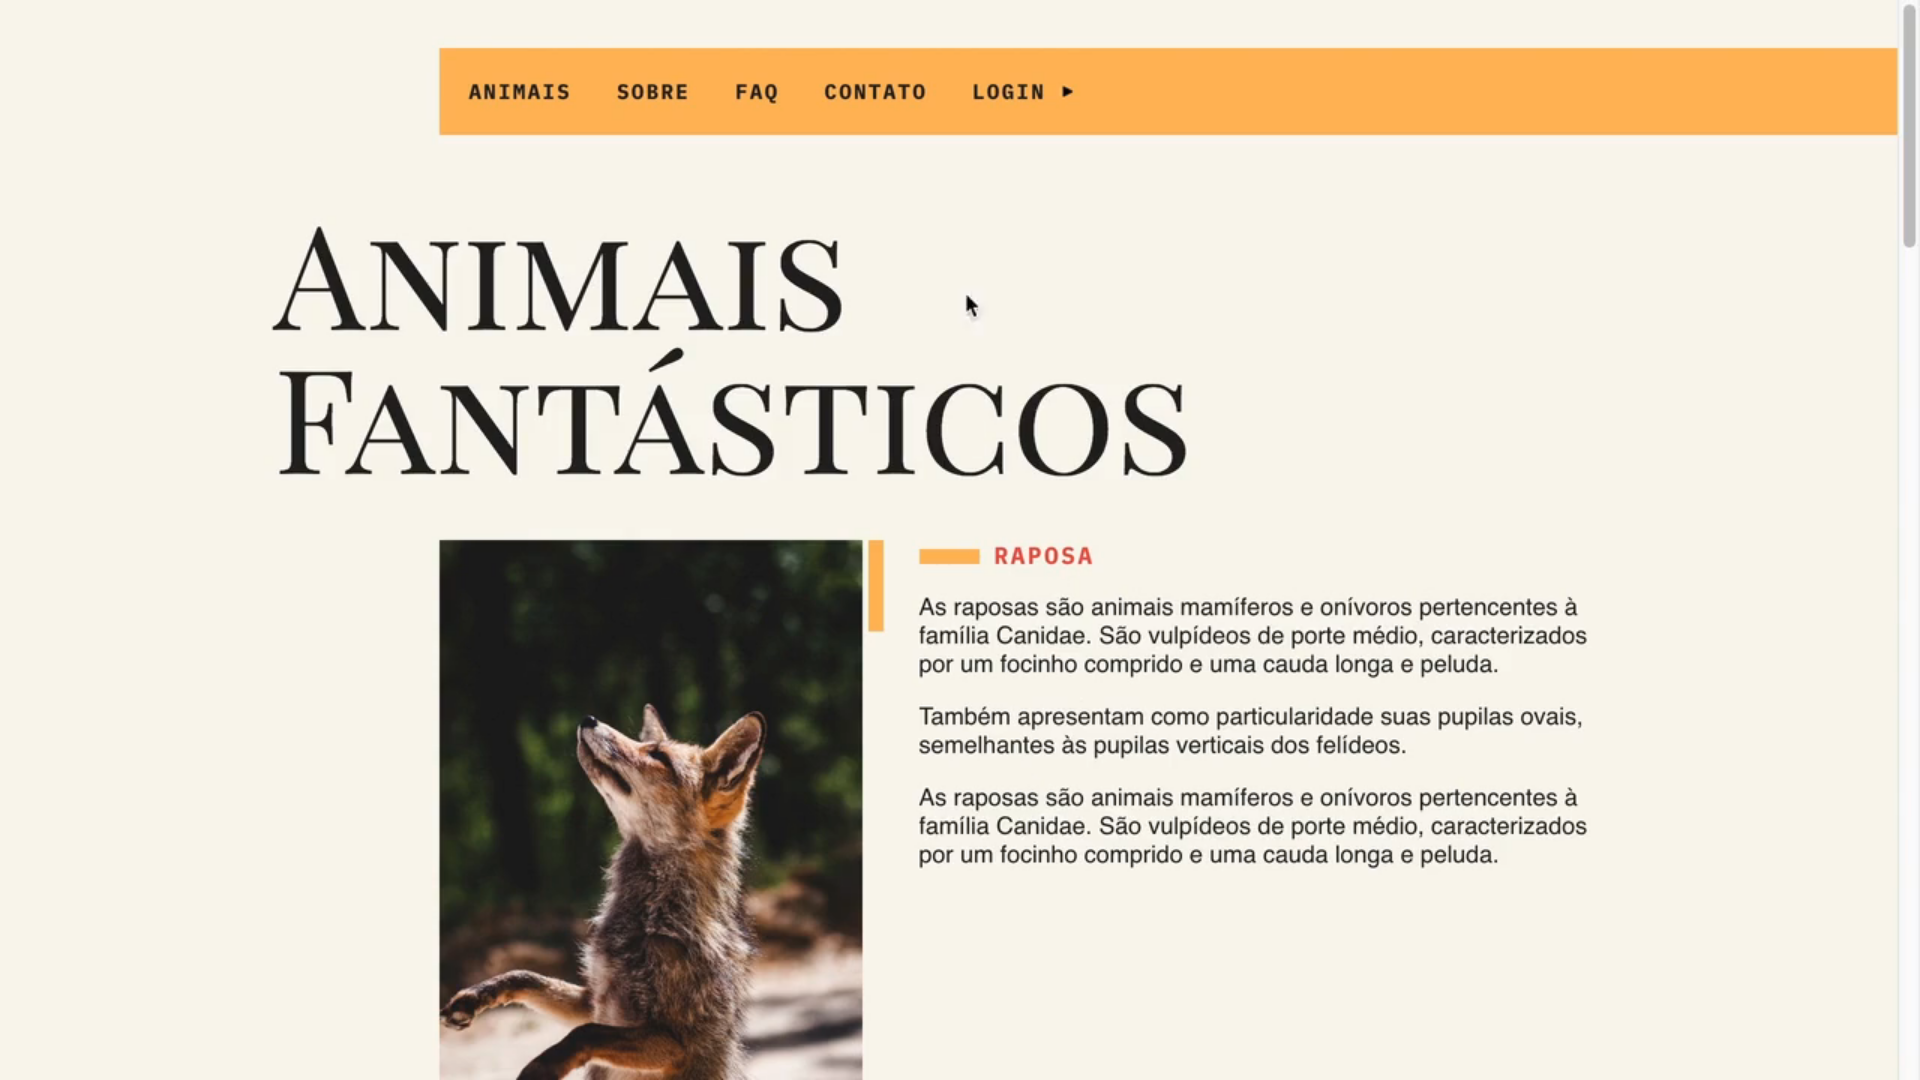 ANIMAIS SOBRE FAQ CONTATO LOGIN ▶
ANIMAIS
FANTÁSTICOS
RAPOSA
As raposas são animais mamíferos e onívoros pertencentes à
família Canidae. São vulpídeos de porte médio, caracterizados
por um focinho comprido e uma cauda longa e peluda.
Também apresentam como particularidade suas pupilas ovais,
semelhantes às pupilas verticais dos felídeos.
As raposas são animais mamíferos e onívoros pertencentes à
família Canidae. São vulpídeos de porte médio, caracterizados
por um focinho comprido e uma cauda longa e peluda.